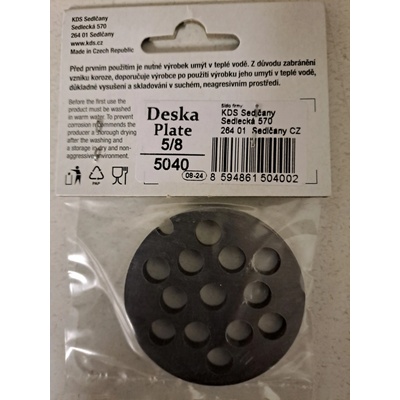 KDS Sedlčany
Sedlecká 570
264 01 Sedlčany
www.kds.cz
Made in Czech Republic
Před prvním použitím je nutné výrobek umýt v teplé vodě. Z důvodu zabránění
vzniku koroze, doporučuje výrobce po použití výrobku jeho umytí v teplé vodě,
důkladné vysušení a skladování v suchém, neagresivním prostředí.
Before the first use the
product must be washed
in warm water. To prevent
corrosion recommends the
producer a thorough drying
after the washing and
a storage in dry and non-
aggressive environment.
Deska
Plate
5/8
5040
Sídlo firmy
KDS Sedlčany
Sedlecká 570
264 01 Sedlčany CZ
08-24
8 594861 504002
PAP